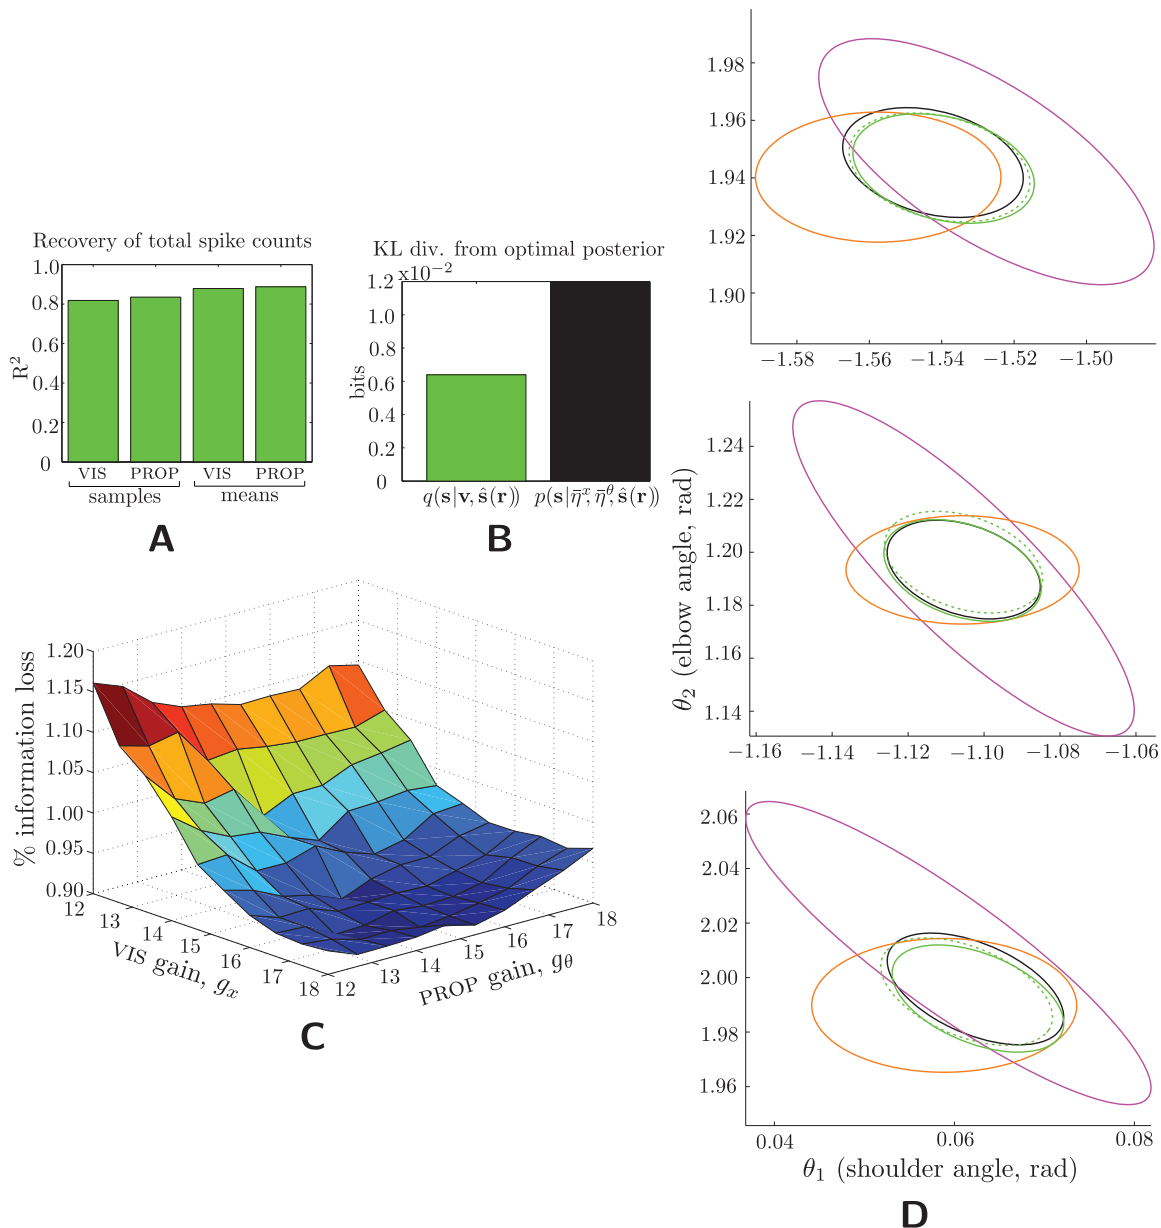 Recovery of total spike counts
1.0
0.8
0.6
0.4
0.2
0
R²
VIS PROP VIS PROP
samples means
A
KL div. from optimal posterior
x10⁻²
1.2
1.0
0.8
0.6
0.4
0.2
0
bits
q(s|v, ŝ(r)) p(s|η̄ˣ, η̄ᶿ, ŝ(r))
B
1.20
1.15
1.10
1.05
1.00
0.95
0.90
% information loss
12 13 14 15 16 17 18
VIS gain, gₓ
12 13 14 15 16 17 18
PROP gain, g_θ
C
1.98
1.96
1.94
1.92
1.90
−1.58 −1.56 −1.54 −1.52 −1.50
1.24
1.22
1.20
1.18
1.16
1.14
θ₂ (elbow angle, rad)
−1.16 −1.14 −1.12 −1.10 −1.08 −1.06
2.06
2.04
2.02
2.00
1.98
1.96
0.04 0.06 0.08
θ₁ (shoulder angle, rad)
D